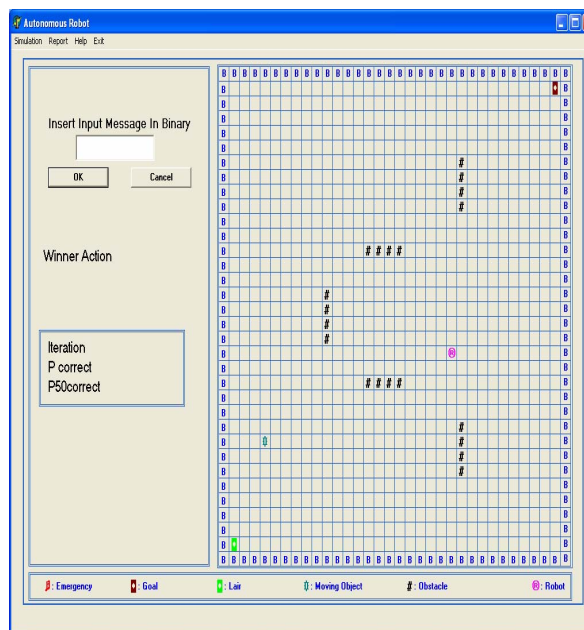 Autonomous Robot
Simulation Report Help Exit
Insert Input Message In Binary
OK Cancel
Winner Action
Iteration
P correct
P50correct
B B B B B B B B B B B B B B B B B B B B B B B B B B B B B B B B B B
B B
B B
B B
B B
B B
B # B
B # B
B # B
B # B
B B
B B
B # # # # B
B B
B B
B # B
B # B
B # B
B # B
B ® B
B B
B # # # # B
B B
B B
B # B
B # B
B # B
B # B
B B
B B
B B
B B
B B
B B B B B B B B B B B B B B B B B B B B B B B B B B B B B B B B B B
: Emergency : Goal : Lair : Moving Object # : Obstacle ® : Robot